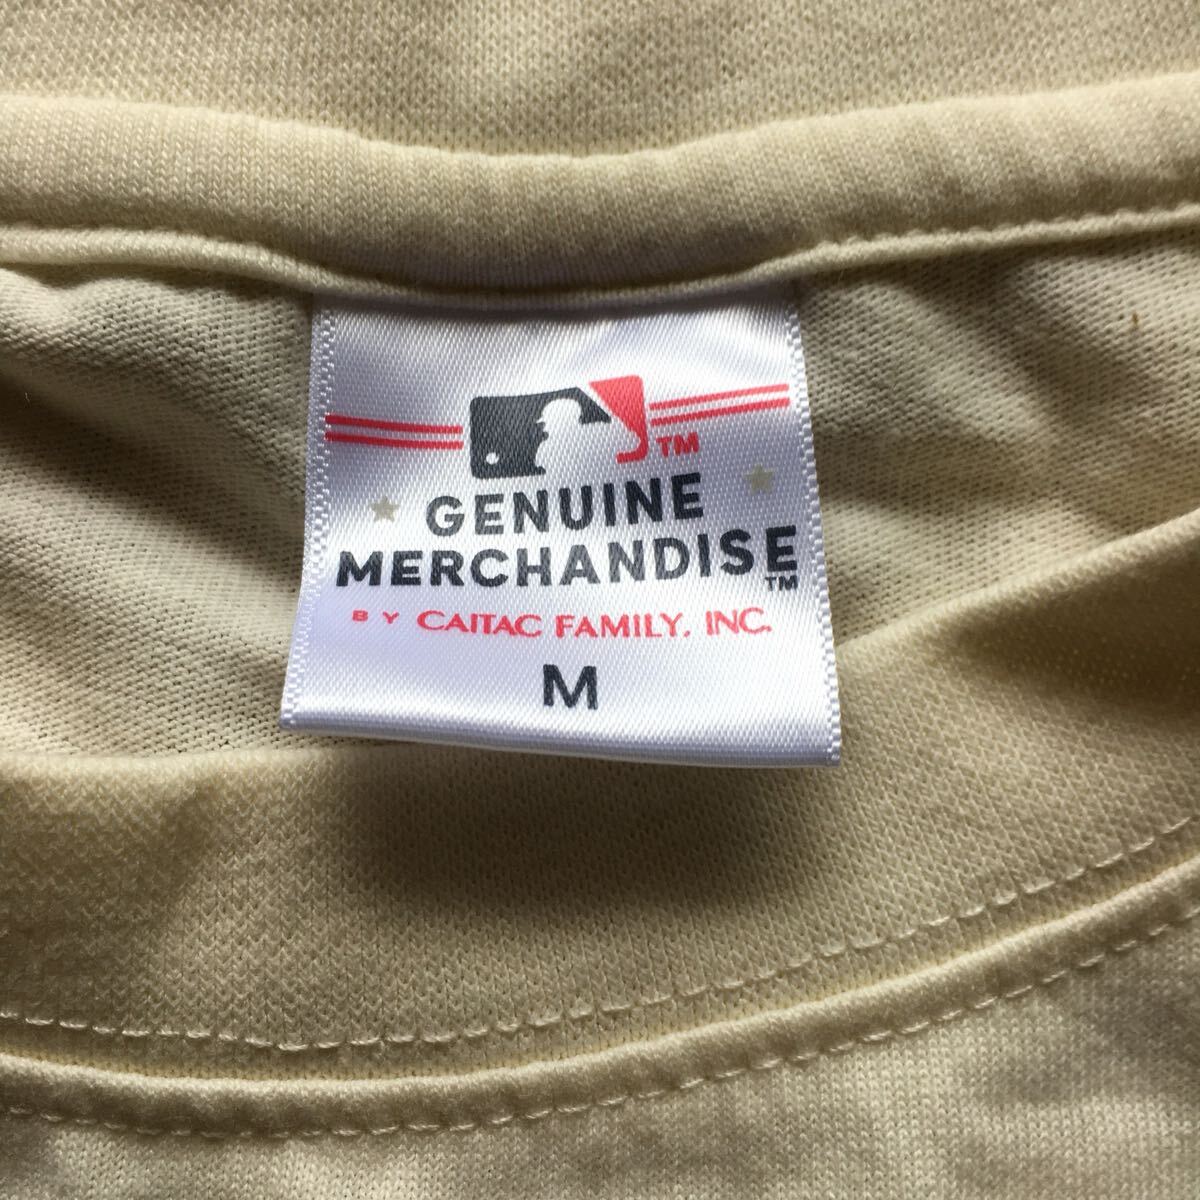 TM
GENUINE
MERCHANDISE TM
BY CAITAC FAMILY, INC.
M